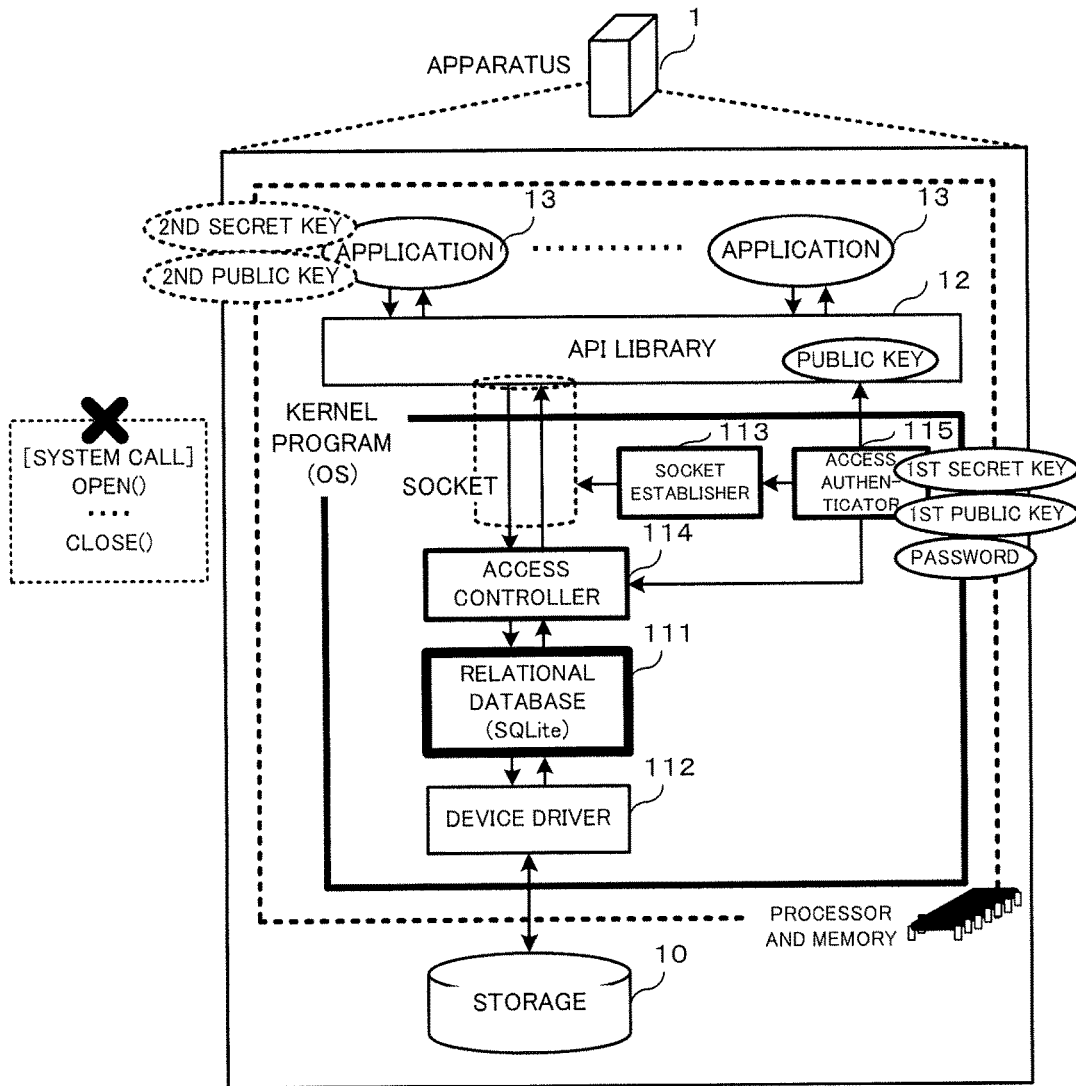 1
APPARATUS
13
13
2ND SECRET KEY
APPLICATION
APPLICATION
2ND PUBLIC KEY
12
API LIBRARY
PUBLIC KEY
KERNEL
PROGRAM
(OS)
113
115
[SYSTEM CALL]
OPEN()
····
CLOSE()
SOCKET
SOCKET
ESTABLISHER
ACCESS
AUTHEN-
TICATOR
1ST SECRET KEY
1ST PUBLIC KEY
PASSWORD
114
ACCESS
CONTROLLER
111
RELATIONAL
DATABASE
(SQLite)
112
DEVICE DRIVER
PROCESSOR
AND MEMORY
10
STORAGE